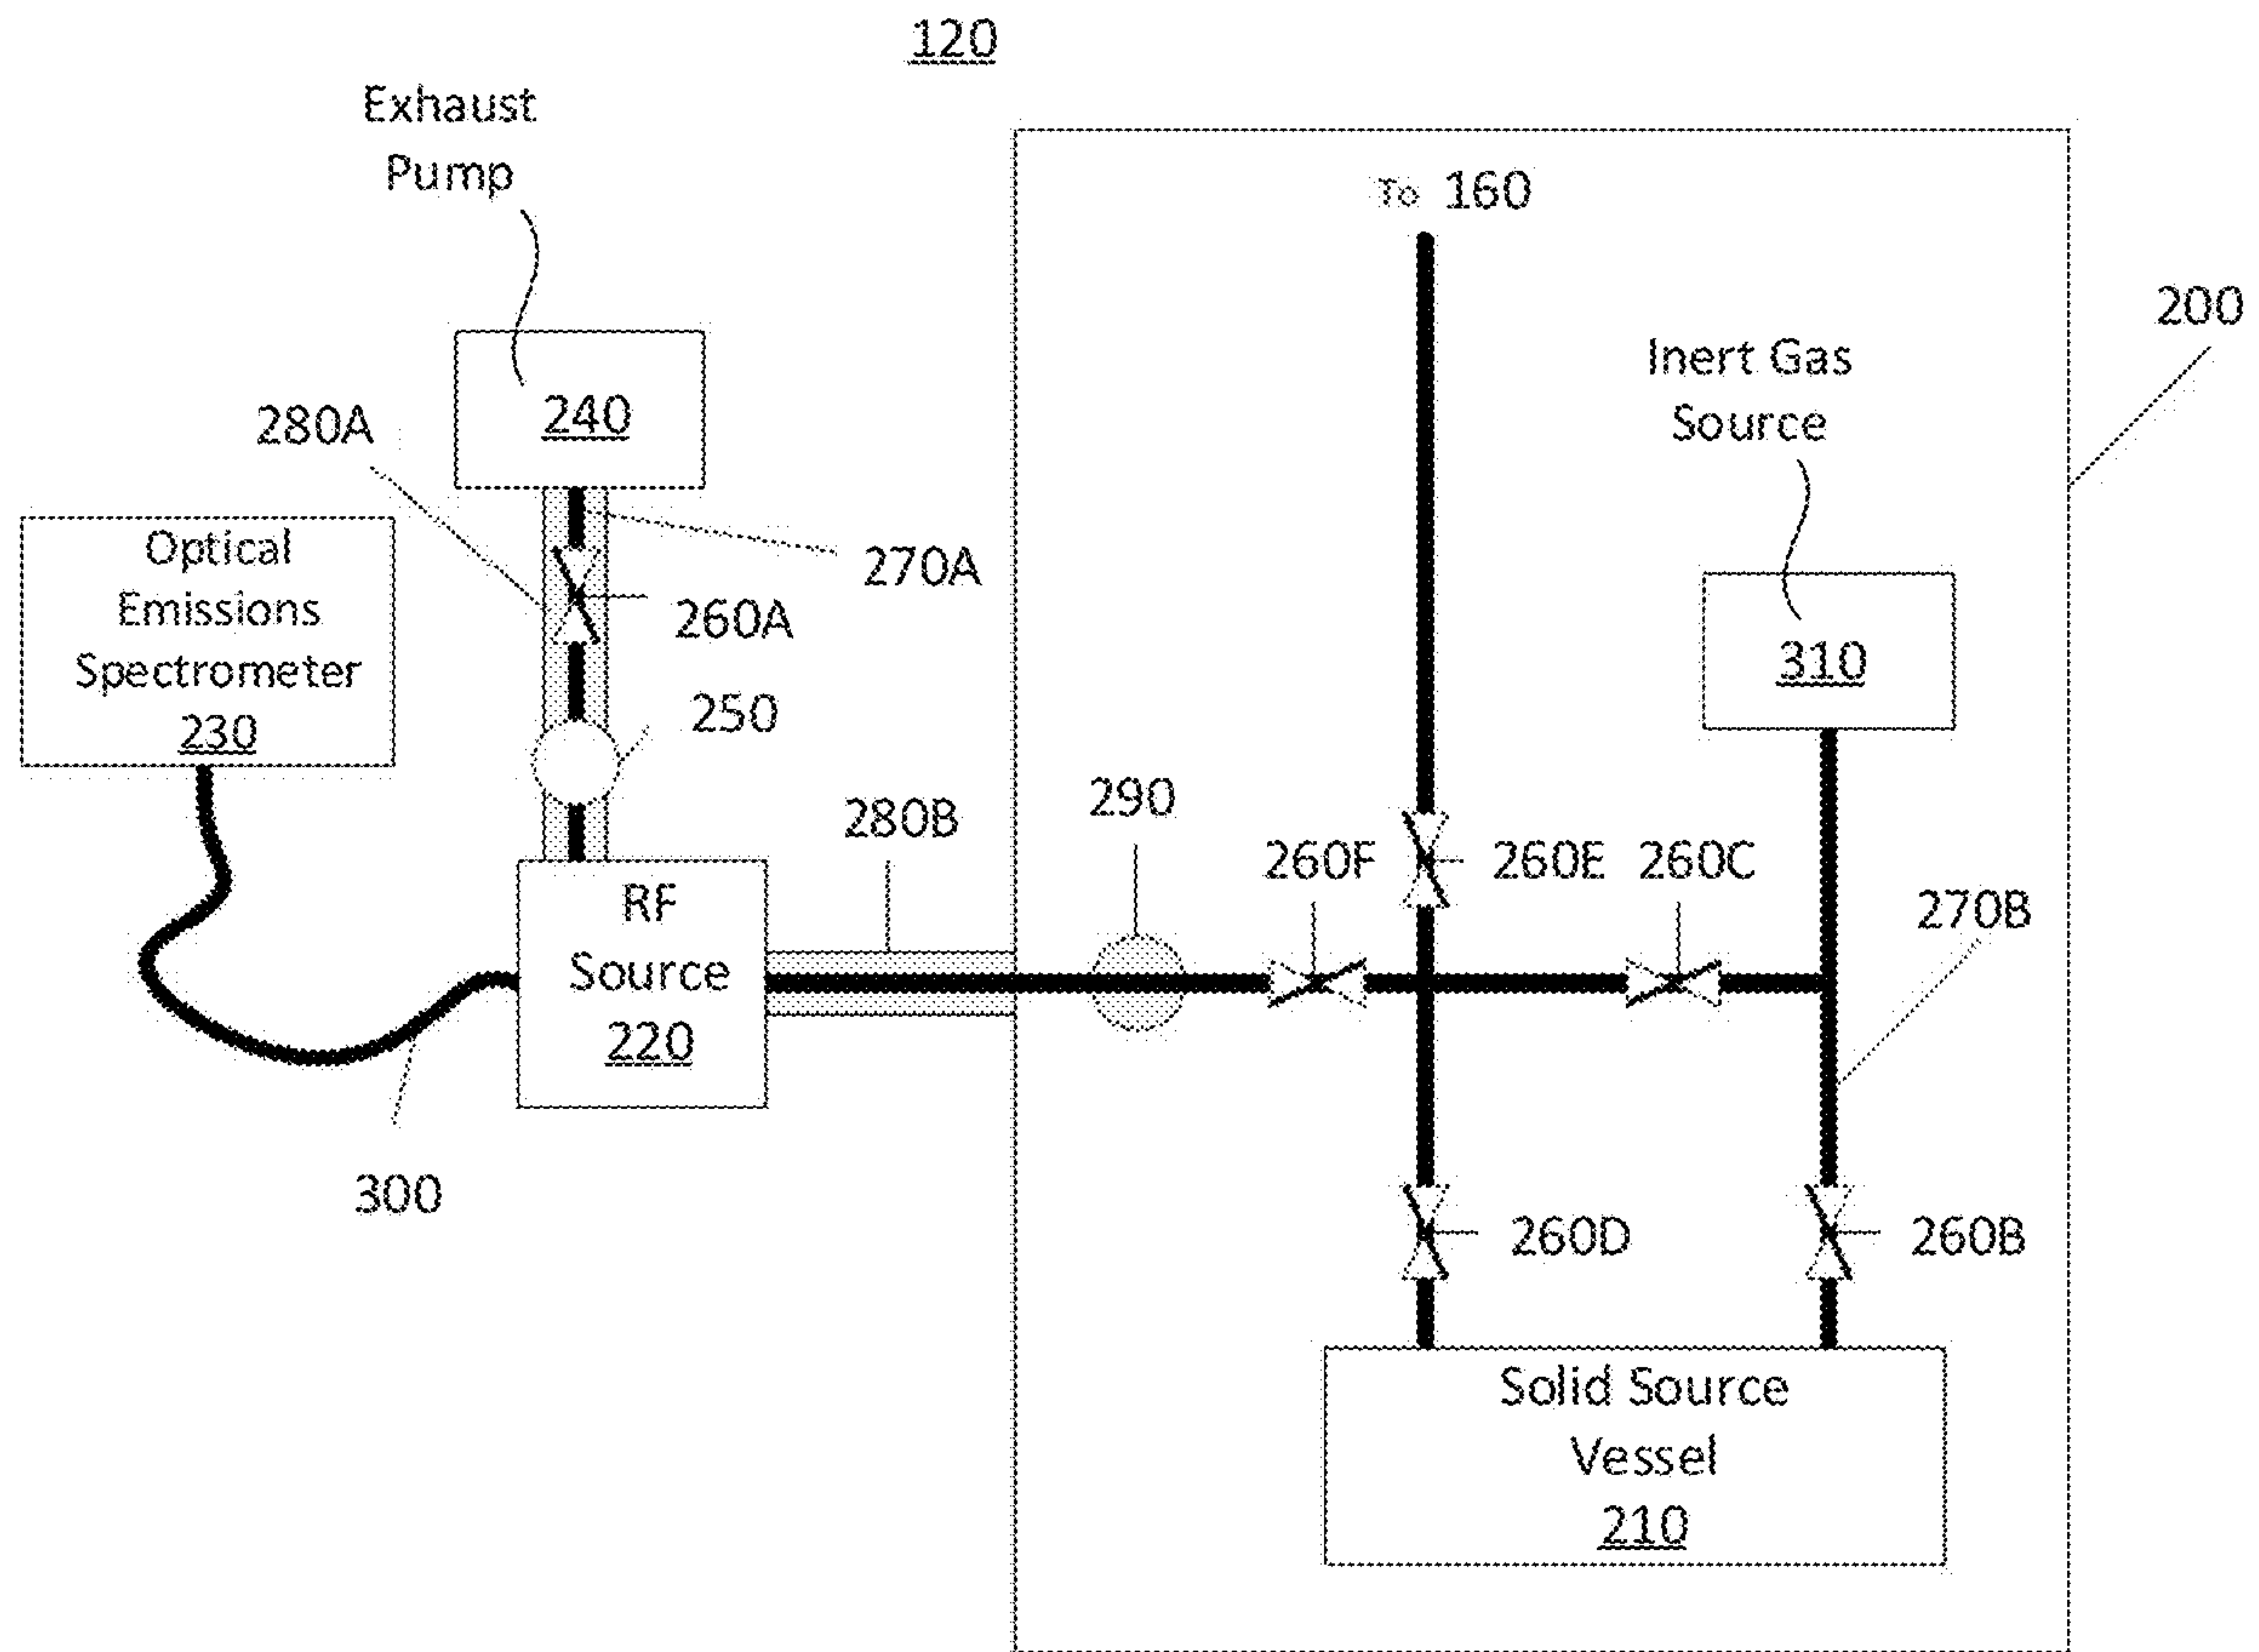 120
Exhaust
Pump
To 160
200
Inert Gas
Source
240
280A
Optical
Emissions
Spectrometer
230
270A
260A
310
250
290
280B
260F
260E
260C
270B
RF
Source
220
300
260D
260B
Solid Source
Vessel
210